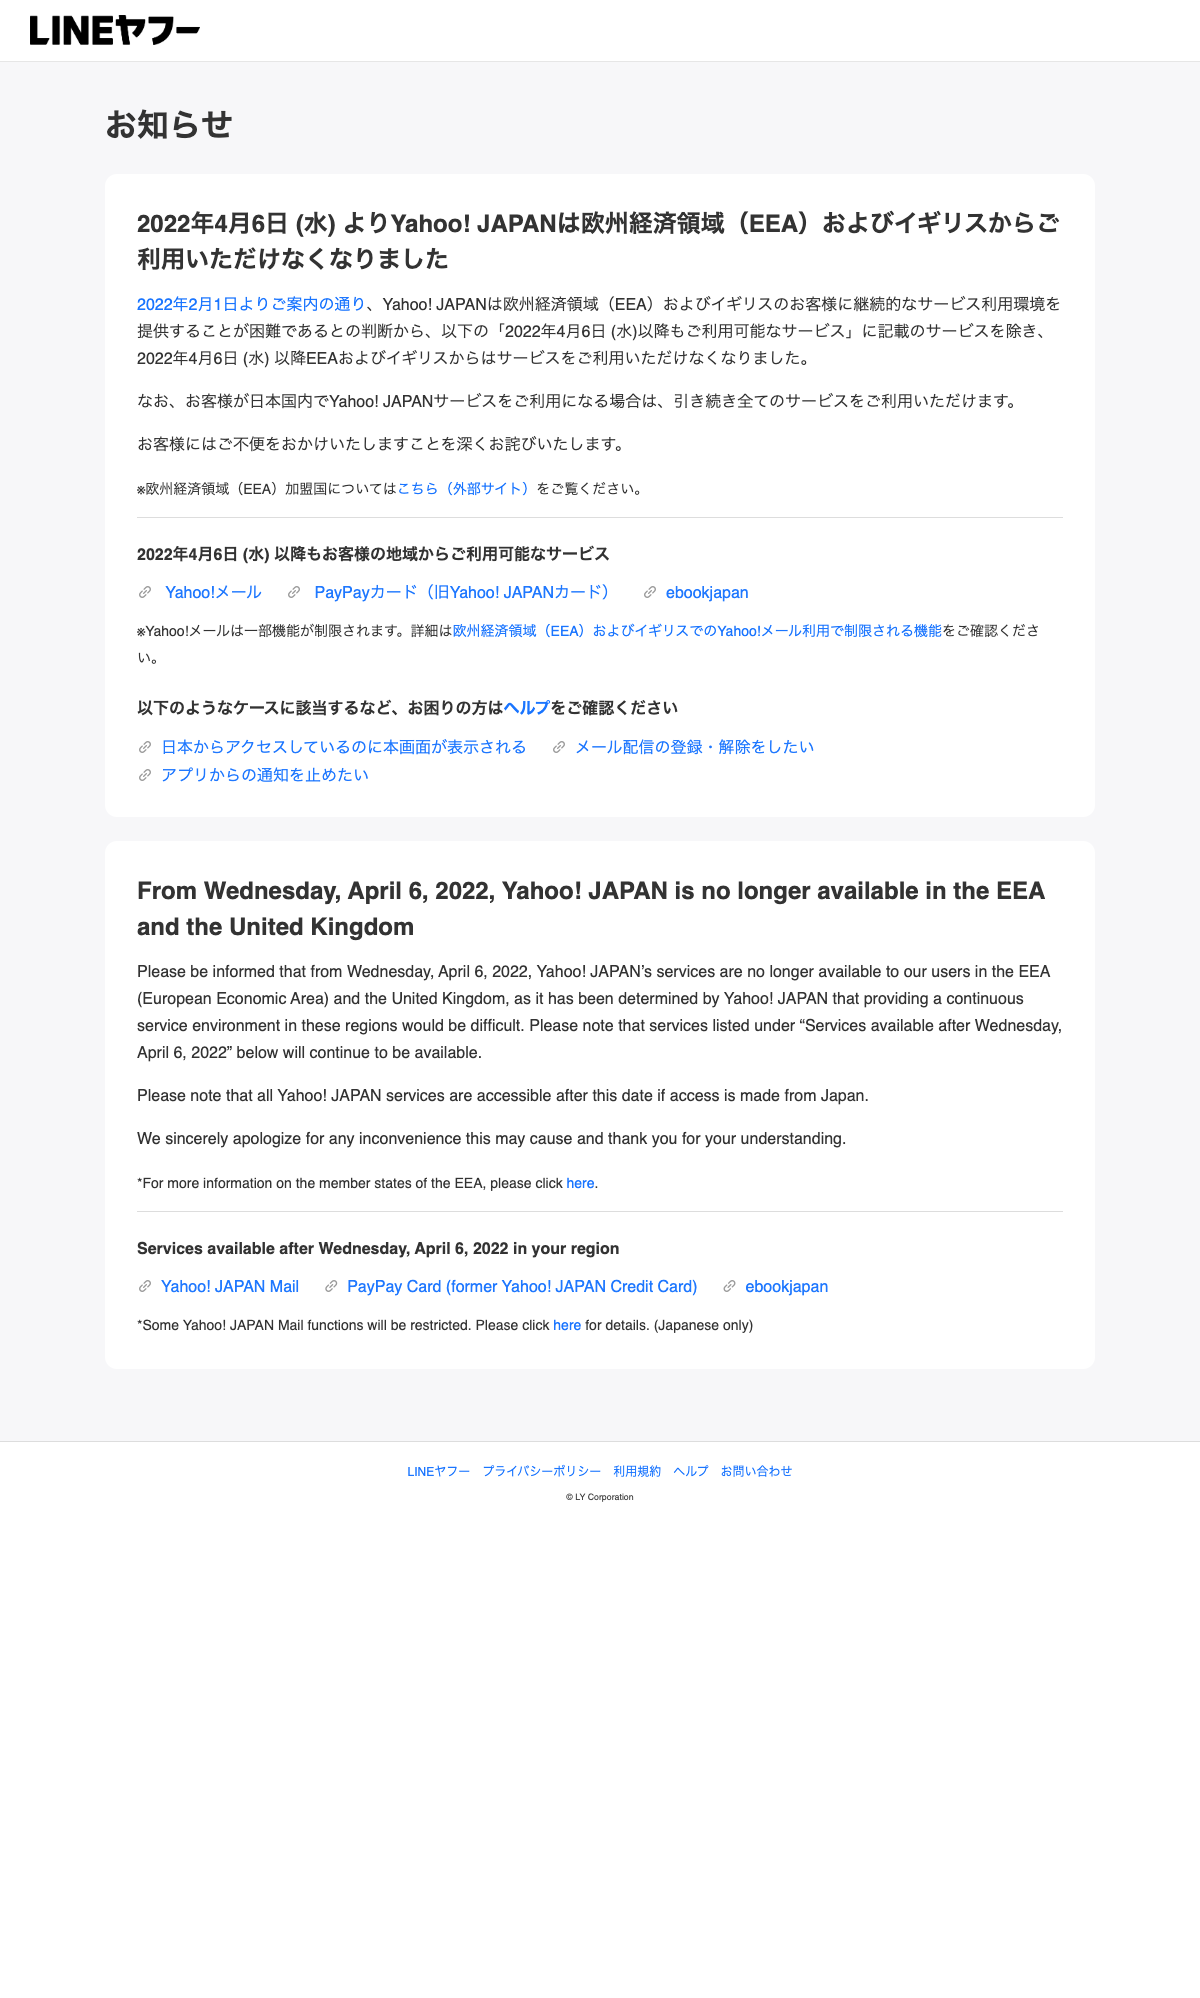 LINEヤフー
お知らせ
2022年4月6日 (水) よりYahoo! JAPANは欧州経済領域（EEA）およびイギリスからご
利用いただけなくなりました
2022年2月1日よりご案内の通り、Yahoo! JAPANは欧州経済領域（EEA）およびイギリスのお客様に継続的なサービス利用環境を
提供することが困難であるとの判断から、以下の「2022年4月6日 (水)以降もご利用可能なサービス」に記載のサービスを除き、
2022年4月6日 (水) 以降EEAおよびイギリスからはサービスをご利用いただけなくなりました。
なお、お客様が日本国内でYahoo! JAPANサービスをご利用になる場合は、引き続き全てのサービスをご利用いただけます。
お客様にはご不便をおかけいたしますことを深くお詫びいたします。
※欧州経済領域（EEA）加盟国についてはこちら（外部サイト）をご覧ください。
2022年4月6日 (水) 以降もお客様の地域からご利用可能なサービス
Yahoo!メール PayPayカード（旧Yahoo! JAPANカード） ebookjapan
※Yahoo!メールは一部機能が制限されます。詳細は欧州経済領域（EEA）およびイギリスでのYahoo!メール利用で制限される機能をご確認くださ
い。
以下のようなケースに該当するなど、お困りの方はヘルプをご確認ください
日本からアクセスしているのに本画面が表示される メール配信の登録・解除をしたい
アプリからの通知を止めたい
From Wednesday, April 6, 2022, Yahoo! JAPAN is no longer available in the EEA
and the United Kingdom
Please be informed that from Wednesday, April 6, 2022, Yahoo! JAPAN’s services are no longer available to our users in the EEA
(European Economic Area) and the United Kingdom, as it has been determined by Yahoo! JAPAN that providing a continuous
service environment in these regions would be difficult. Please note that services listed under “Services available after Wednesday,
April 6, 2022” below will continue to be available.
Please note that all Yahoo! JAPAN services are accessible after this date if access is made from Japan.
We sincerely apologize for any inconvenience this may cause and thank you for your understanding.
*For more information on the member states of the EEA, please click here.
Services available after Wednesday, April 6, 2022 in your region
Yahoo! JAPAN Mail PayPay Card (former Yahoo! JAPAN Credit Card) ebookjapan
*Some Yahoo! JAPAN Mail functions will be restricted. Please click here for details. (Japanese only)
LINEヤフー プライバシーポリシー 利用規約 ヘルプ お問い合わせ
© LY Corporation